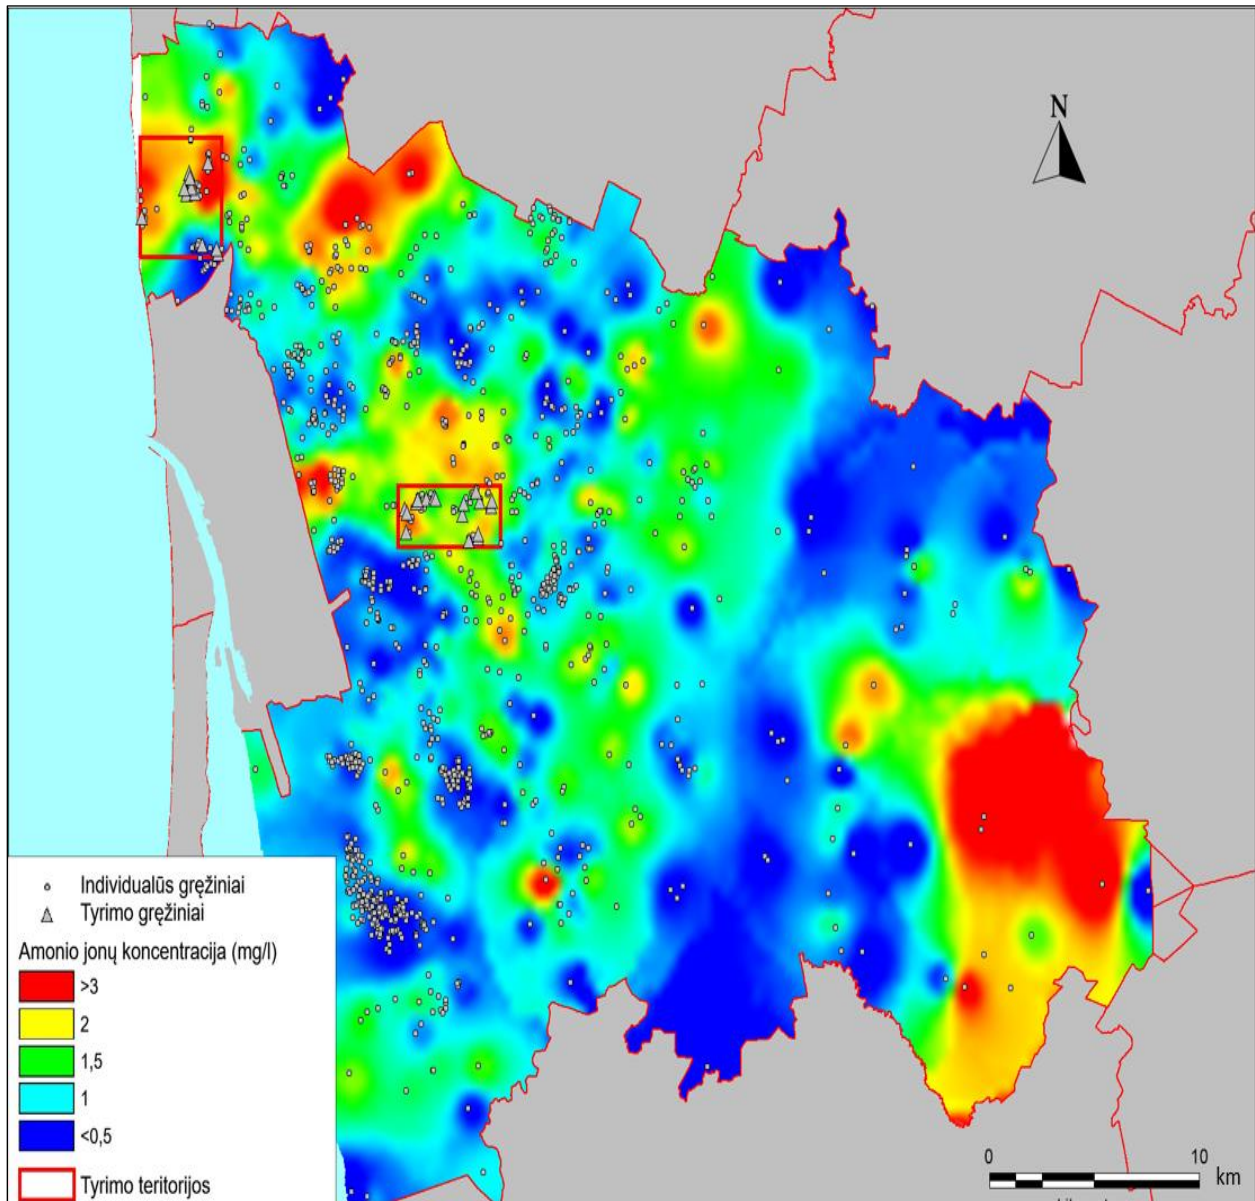 N
Individualūs gręžiniai
Tyrimo gręžiniai
Amonio jonų koncentracija (mg/l)
>3
2
1,5
1
<0,5
Tyrimo teritorijos
0 10
km